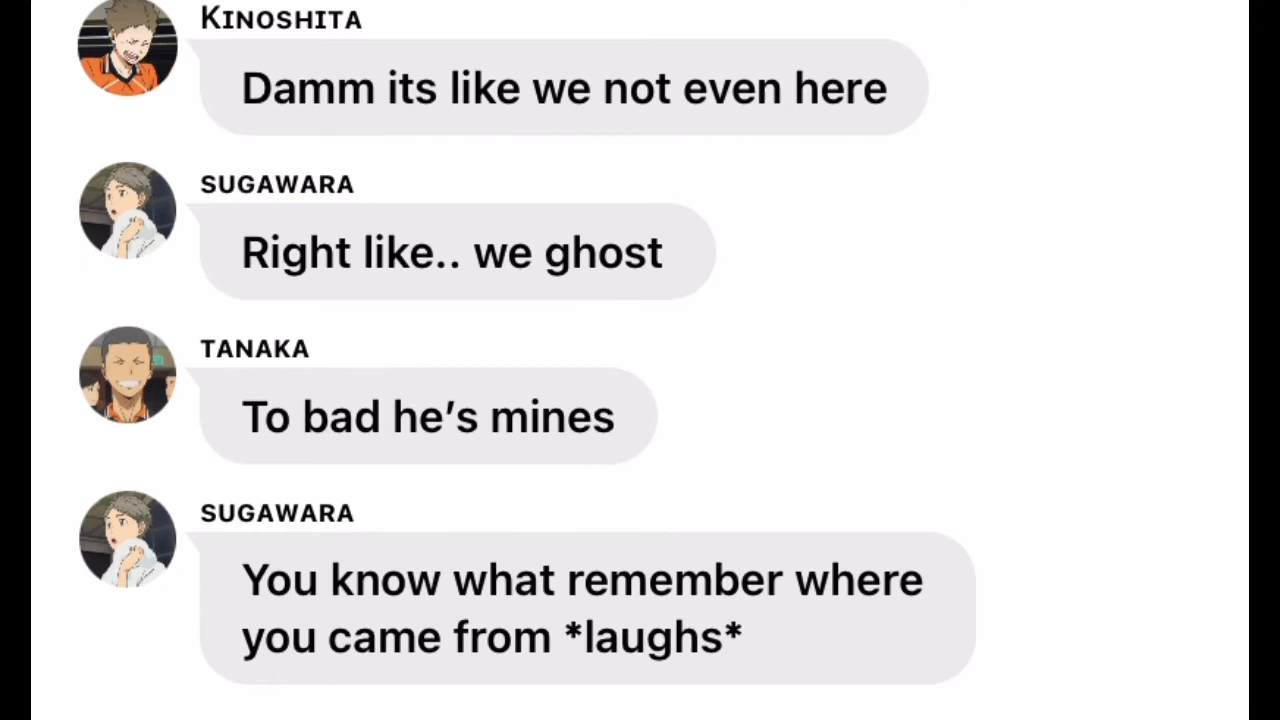 Kinoshita
Damm its like we not even here
SUGAWARA
Right like.. we ghost
TANAKA
To bad he’s mines
SUGAWARA
You know what remember where
you came from *laughs*